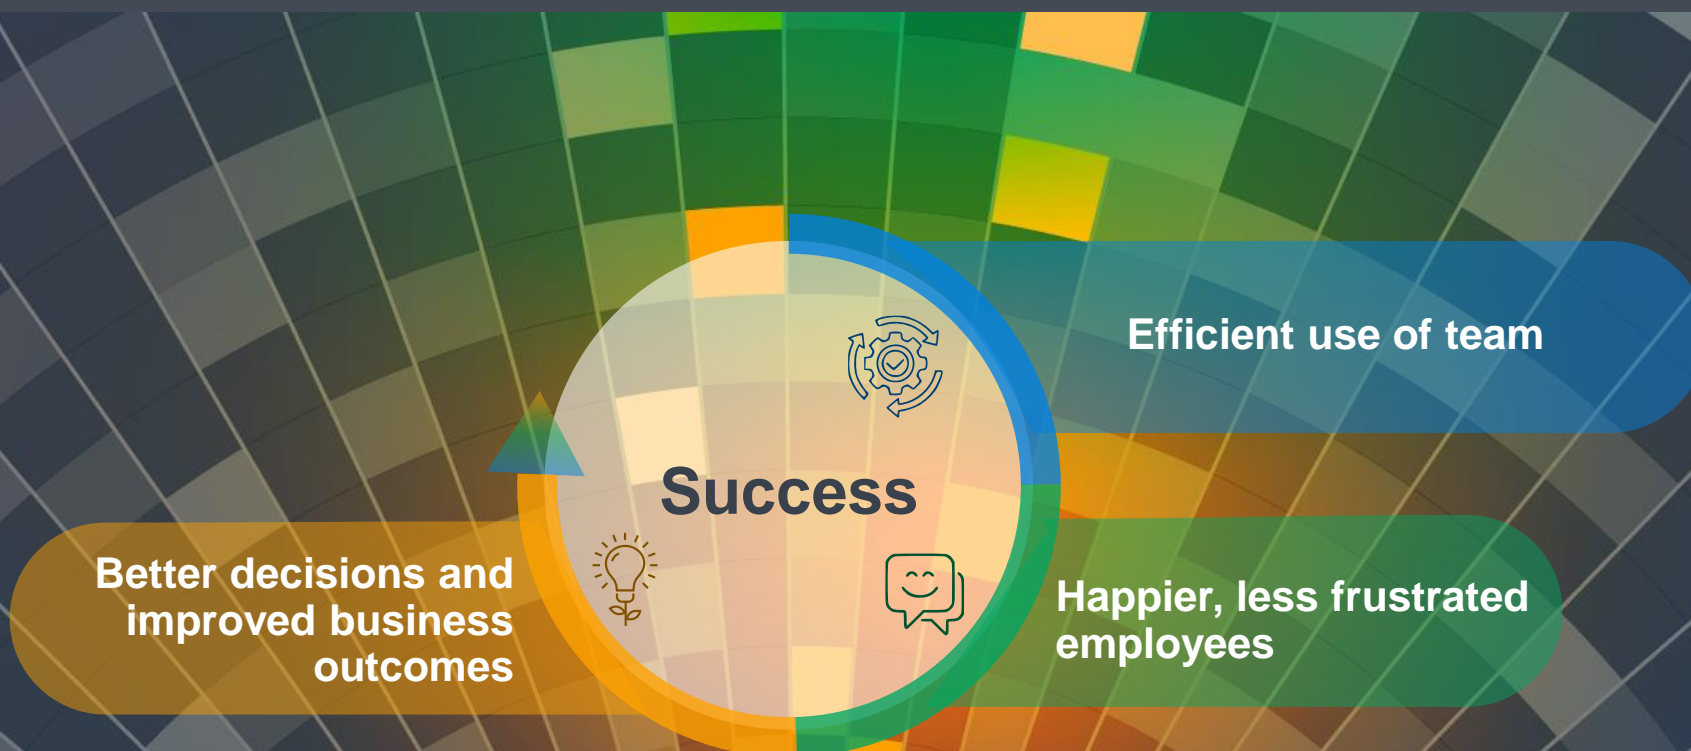 Efficient use of team
Success
Better decisions and
improved business
outcomes
Happier, less frustrated
employees